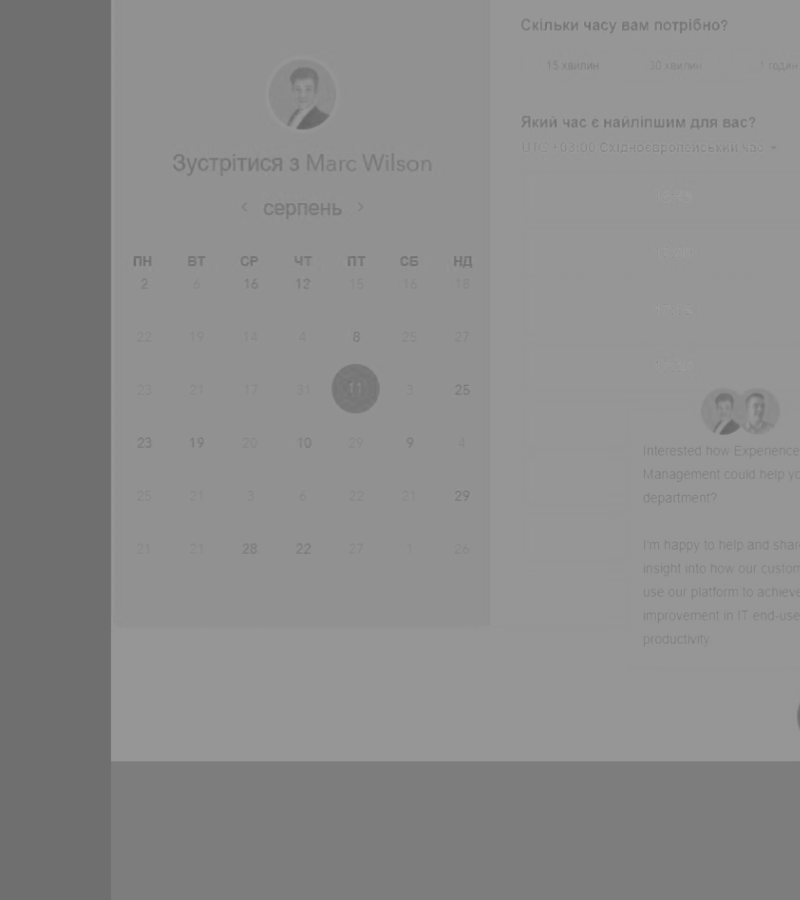 Скільки часу вам потрібно?
15 хвилин 30 хвилин 1 годин
Який час є найліпшим для вас?
UTC +03:00 Східноєвропейський час
Зустрітися з Marc Wilson
серпень
ПН ВТ СР ЧТ ПТ СБ НД
2 6 16 12 15 16 18
22 19 14 4 8 25 27
23 21 17 31 11 3 25
23 19 20 10 29 9 4
25 21 3 6 22 21 29
21 21 28 22 27 1 26
Interested how Experience
Management could help yo
department?
I'm happy to help and shar
insight into how our custom
use our platform to achieve
improvement in IT end-use
productivity